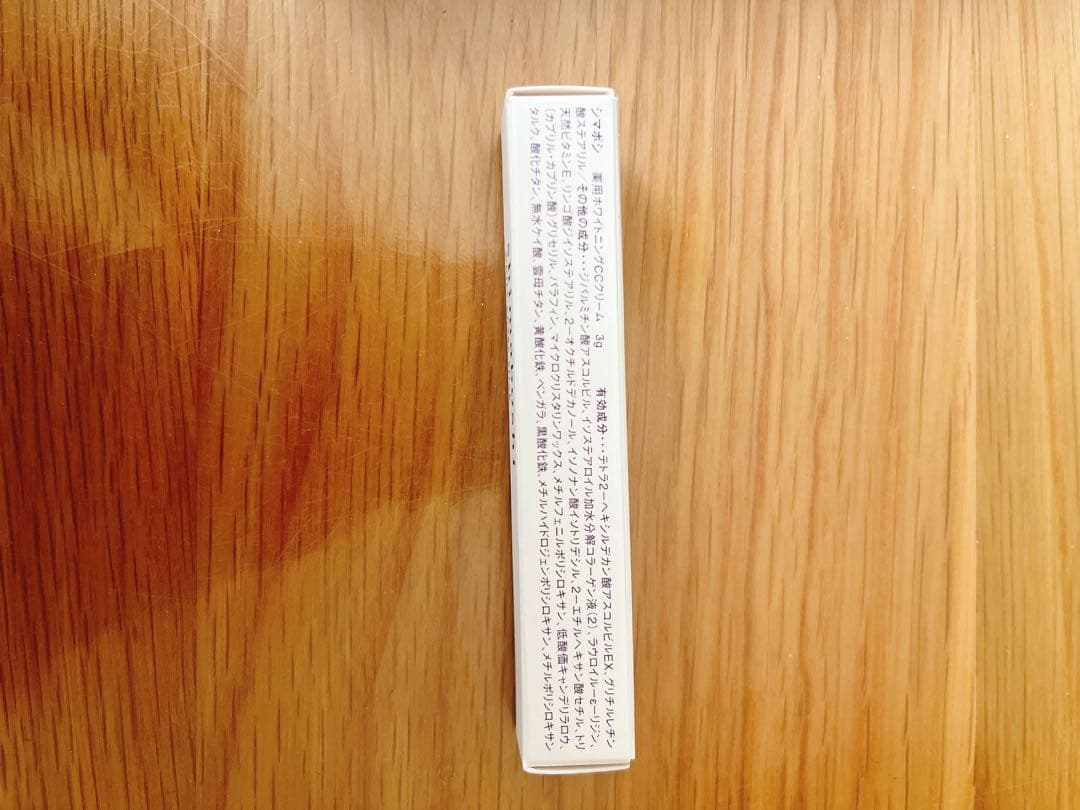 シマボシ　薬用ホワイトニングCCクリーム　3g　　有効成分・・・テトラ2-ヘキシルデカン酸アスコルビルEX、グリチルレチン
酸ステアリル／その他の成分・・・ジパルミチン酸アスコルビル、イソステアロイル加水分解コラーゲン液(2)、ラウロイル-ε-リジン、
天然ビタミンE、リンゴ酸ジイソステアリル、2-オクチルドデカノール、イソノナン酸イソトリデシル、2-エチルヘキサン酸セチル、トリ
(カプリル・カプリン酸)グリセリル、パラフィン、マイクロクリスタリンワックス、メチルフェニルポリシロキサン、低酸価キャンデリラロウ、
タルク、酸化チタン、無水ケイ酸、雲母チタン、黄酸化鉄、ベンガラ、黒酸化鉄、メチルハイドロジェンポリシロキサン、メチルポリシロキサン